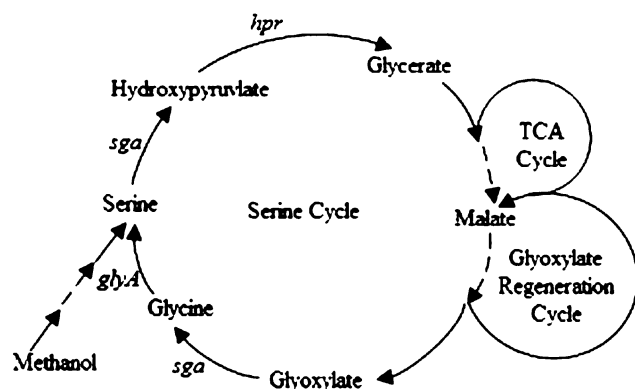 hpr
Glycerate
Hydroxypyruvlate
TCA
Cycle
sga
Serine
Serine Cycle
Malate
Glyoxylate
Regeneration
Cycle
glyA
Glycine
Methanol
sga
Glyoxylate